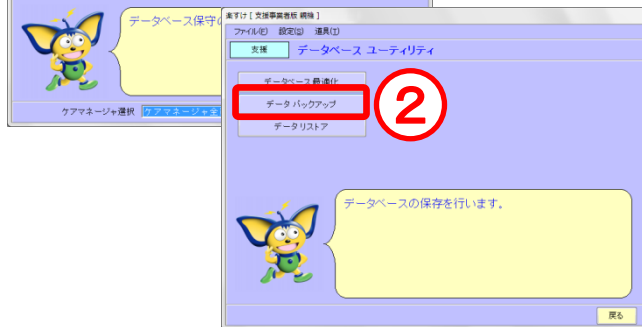 データベース保守の
ケアマネージャ選択 ケアマネージャ全
楽すけ [ 支援事業者版 親機 ]
ファイル(F) 設定(S) 道具(T)
支援 データベース ユーティリティ
データベース最適化
データバックアップ
②
データリストア
データベースの保存を行います。
戻る